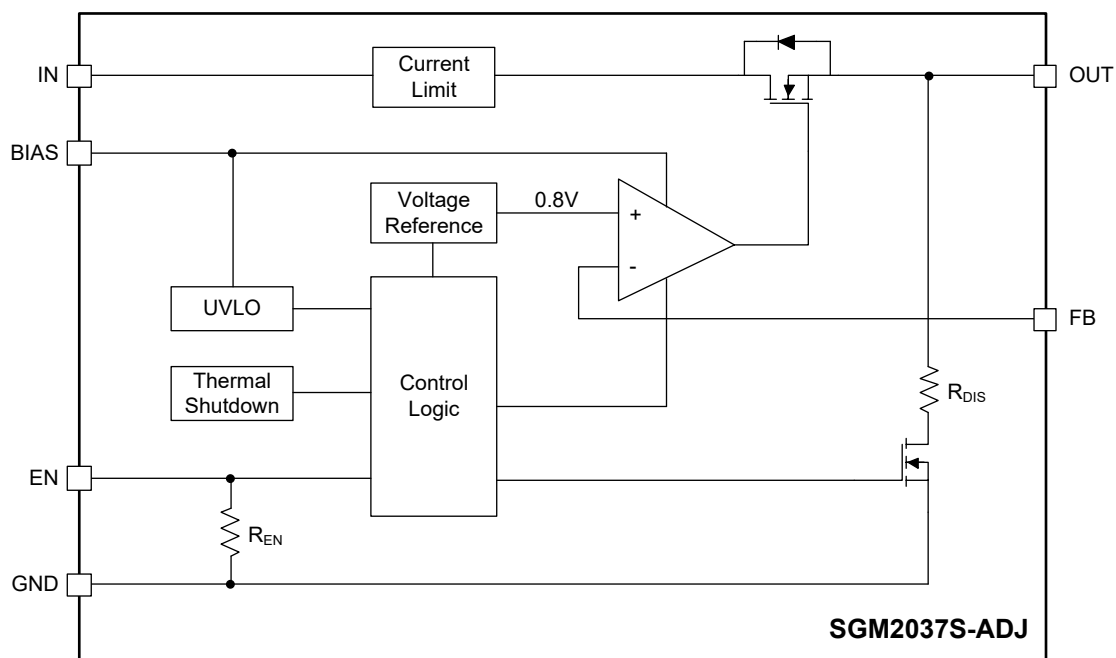 IN
Current
Limit
OUT
BIAS
Voltage
Reference
0.8V
+
-
UVLO
FB
Thermal
Shutdown
Control
Logic
RDIS
EN
REN
GND
SGM2037S-ADJ